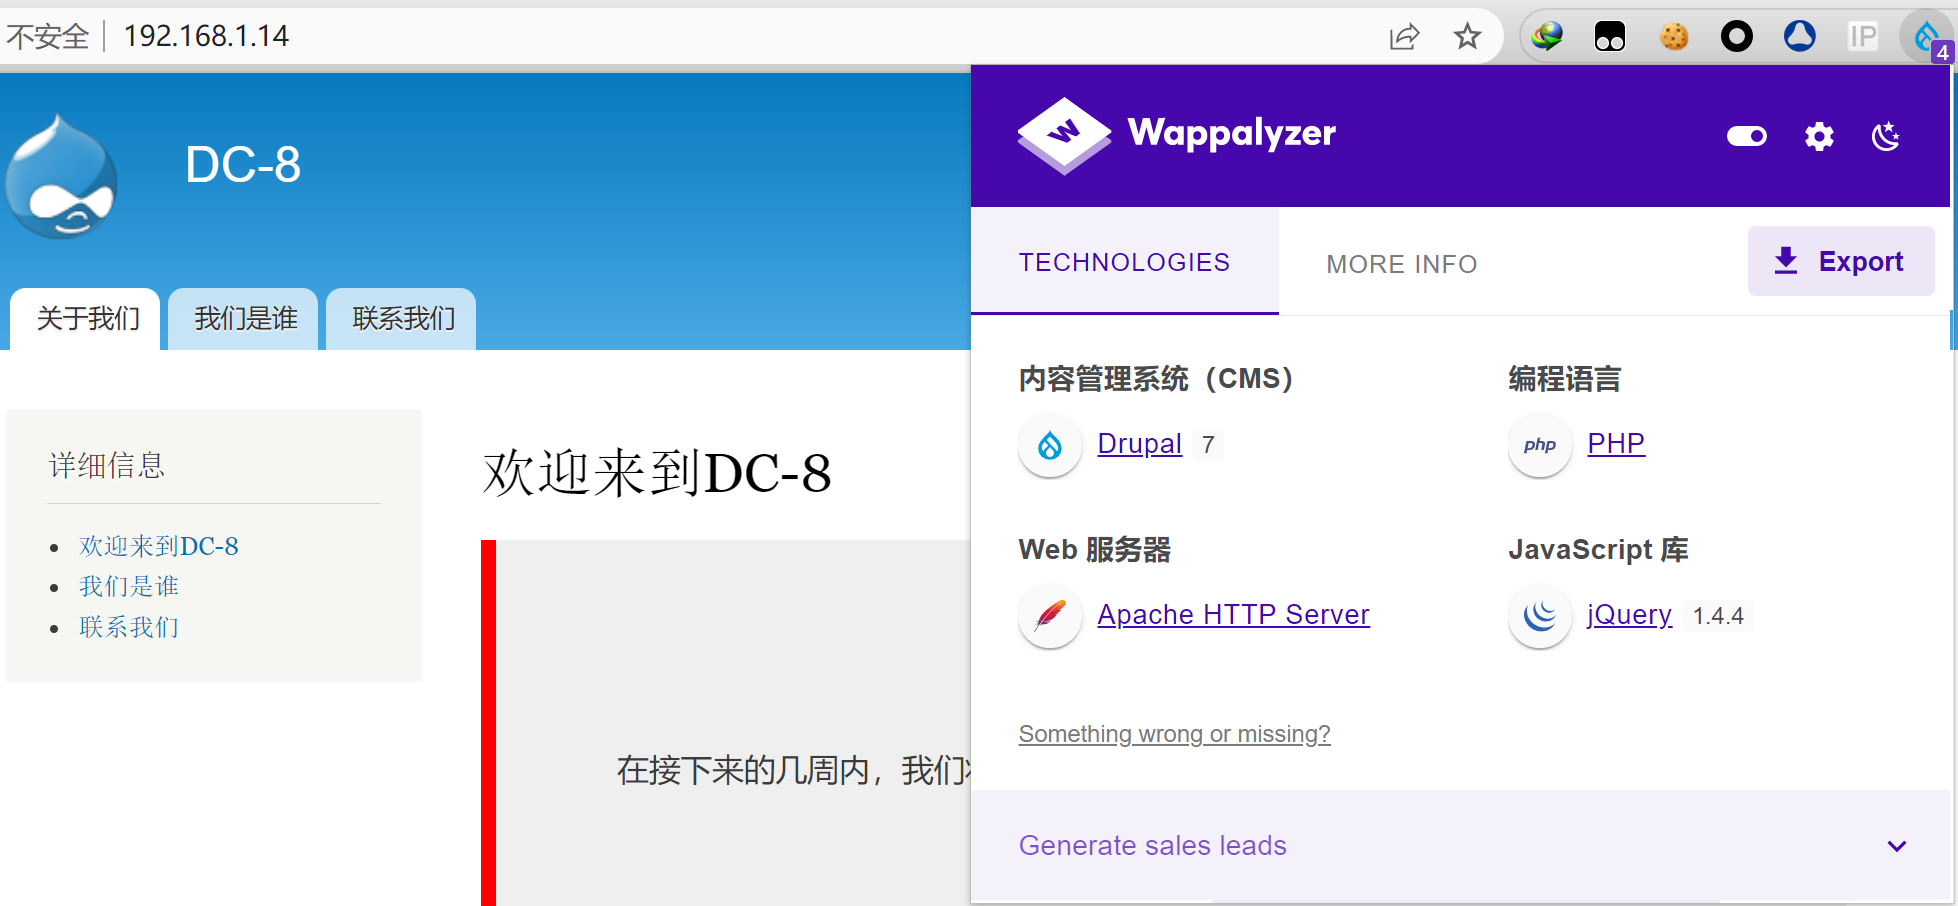 不安全 192.168.1.14
IP
4
DC-8
关于我们 我们是谁 联系我们
详细信息
欢迎来到DC-8
我们是谁
联系我们
欢迎来到DC-8
在接下来的几周内，我们
Wappalyzer
TECHNOLOGIES MORE INFO Export
内容管理系统（CMS）
Drupal 7
编程语言
php PHP
Web 服务器
Apache HTTP Server
JavaScript 库
jQuery 1.4.4
Something wrong or missing?
Generate sales leads